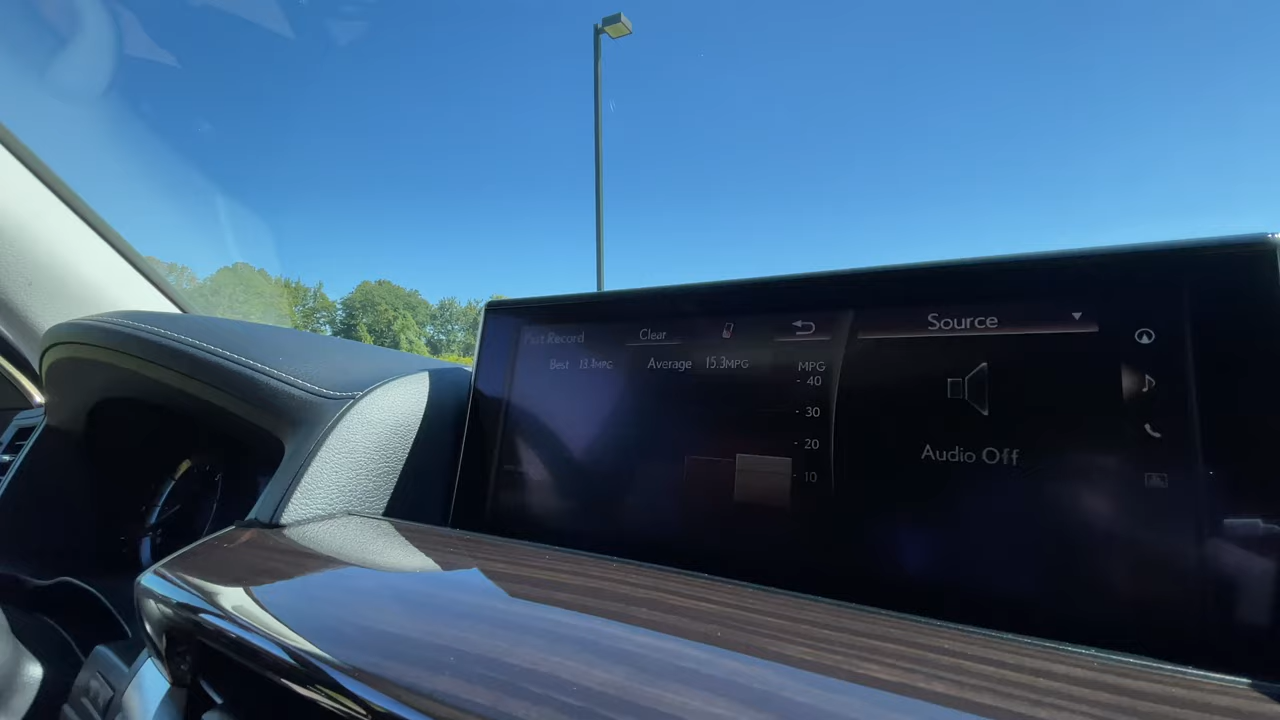 Past Record Clear
Best 13.4MPG Average 15.3MPG
MPG
40
30
20
10
Source
Audio Off